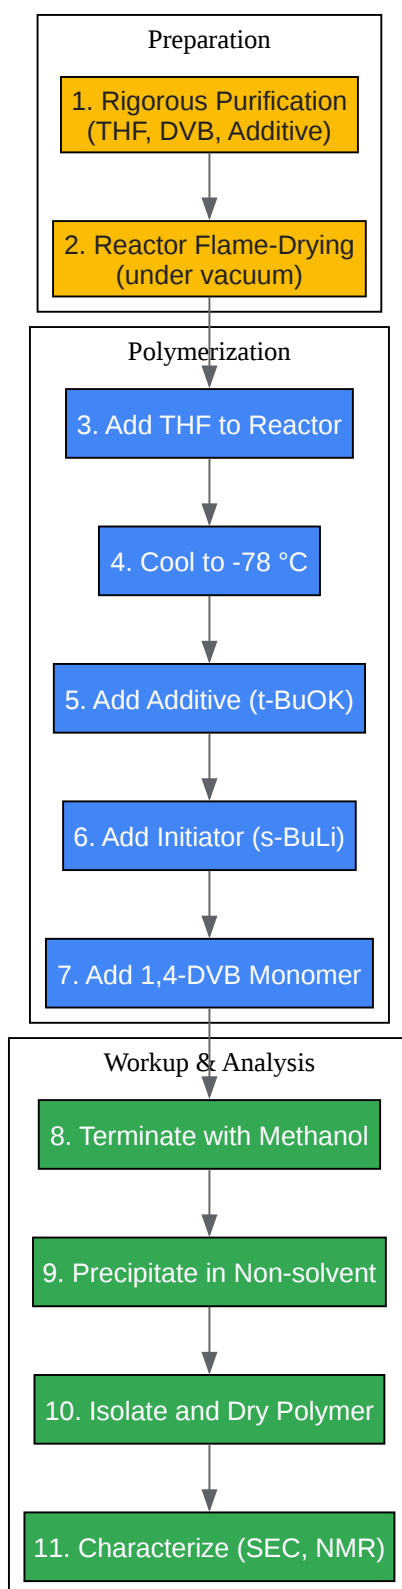 Preparation
1. Rigorous Purification
(THF, DVB, Additive)
2. Reactor Flame-Drying
(under vacuum)
Polymerization
3. Add THF to Reactor
4. Cool to -78 °C
5. Add Additive (t-BuOK)
6. Add Initiator (s-BuLi)
7. Add 1,4-DVB Monomer
Workup & Analysis
8. Terminate with Methanol
9. Precipitate in Non-solvent
10. Isolate and Dry Polymer
11. Characterize (SEC, NMR)